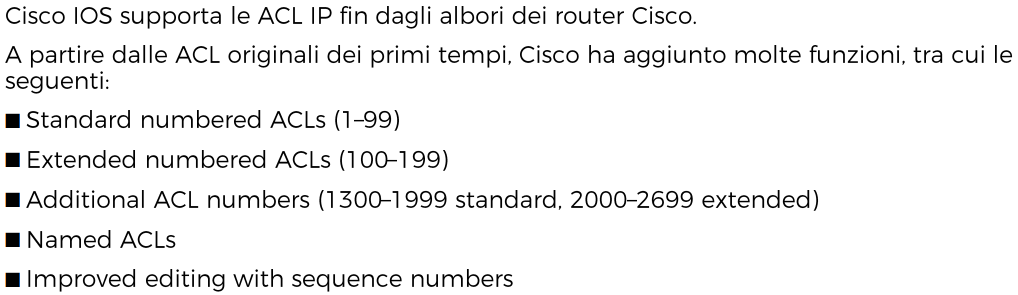 Cisco IOS supporta le ACL IP fin dagli albori dei router Cisco.
A partire dalle ACL originali dei primi tempi, Cisco ha aggiunto molte funzioni, tra cui le
seguenti:
■ Standard numbered ACLs (1–99)
■ Extended numbered ACLs (100–199)
■ Additional ACL numbers (1300–1999 standard, 2000–2699 extended)
■ Named ACLs
■ Improved editing with sequence numbers